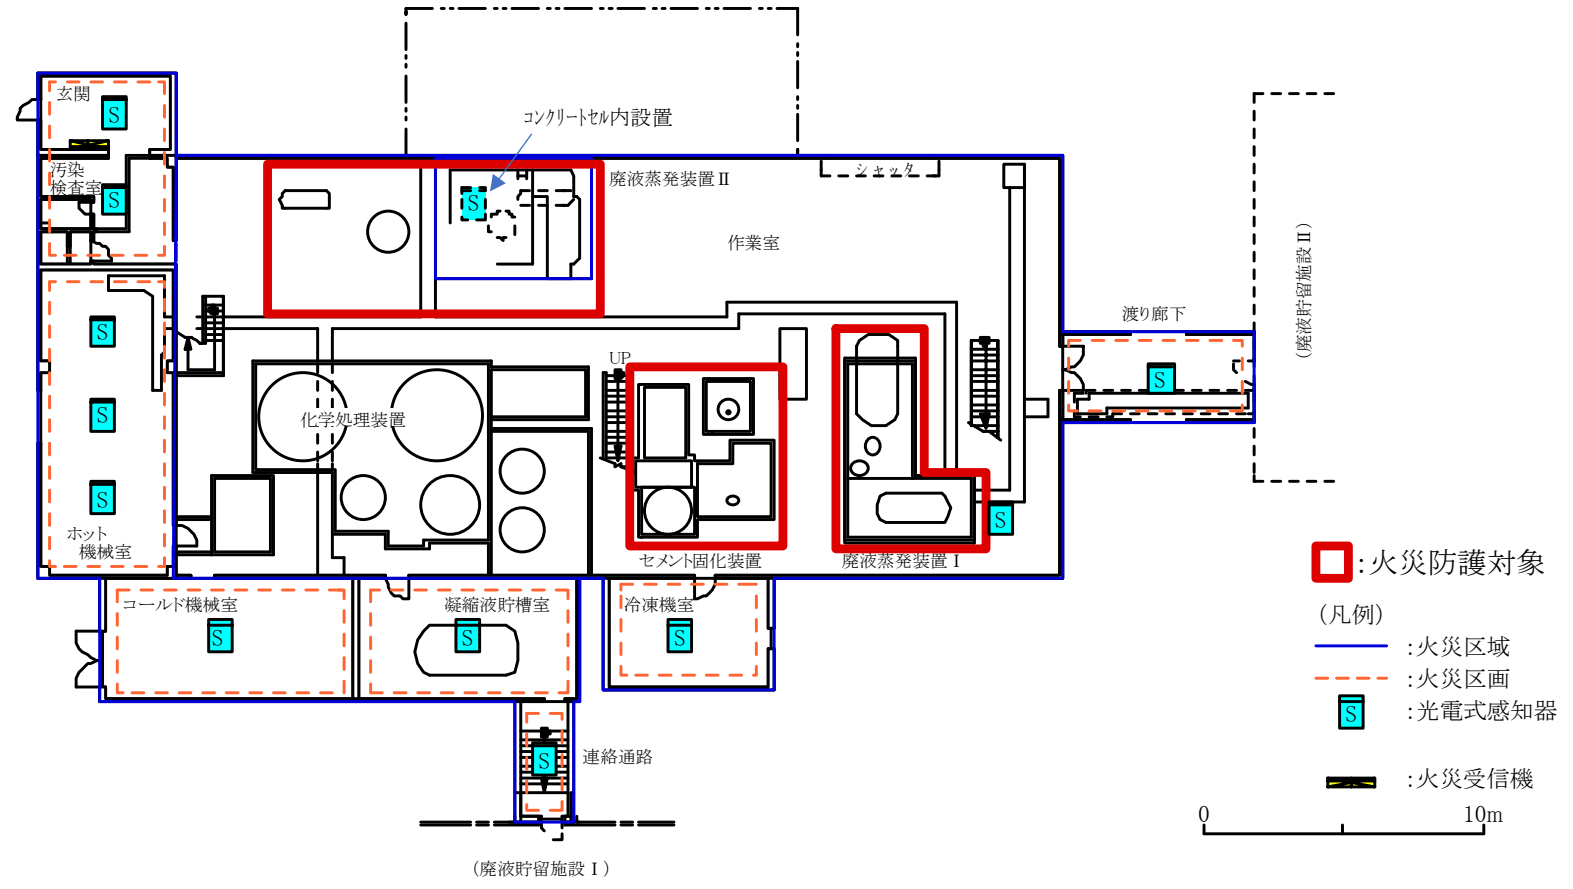 玄関
S
汚染
検査室
S
コンクリートセル内設置
S
廃液蒸発装置Ⅱ
シャッタ
作業室
(廃液貯留施設Ⅱ)
渡り廊下
S
S
S
S
ホット
機械室
化学処理装置
UP
セメント固化装置
廃液蒸発装置Ⅰ
S
コールド機械室
S
凝縮液貯槽室
S
冷凍機室
S
S
連絡通路
(廃液貯留施設Ⅰ)
:火災防護対象
(凡例)
:火災区域
:火災区画
S
:光電式感知器
:火災受信機
0
10m